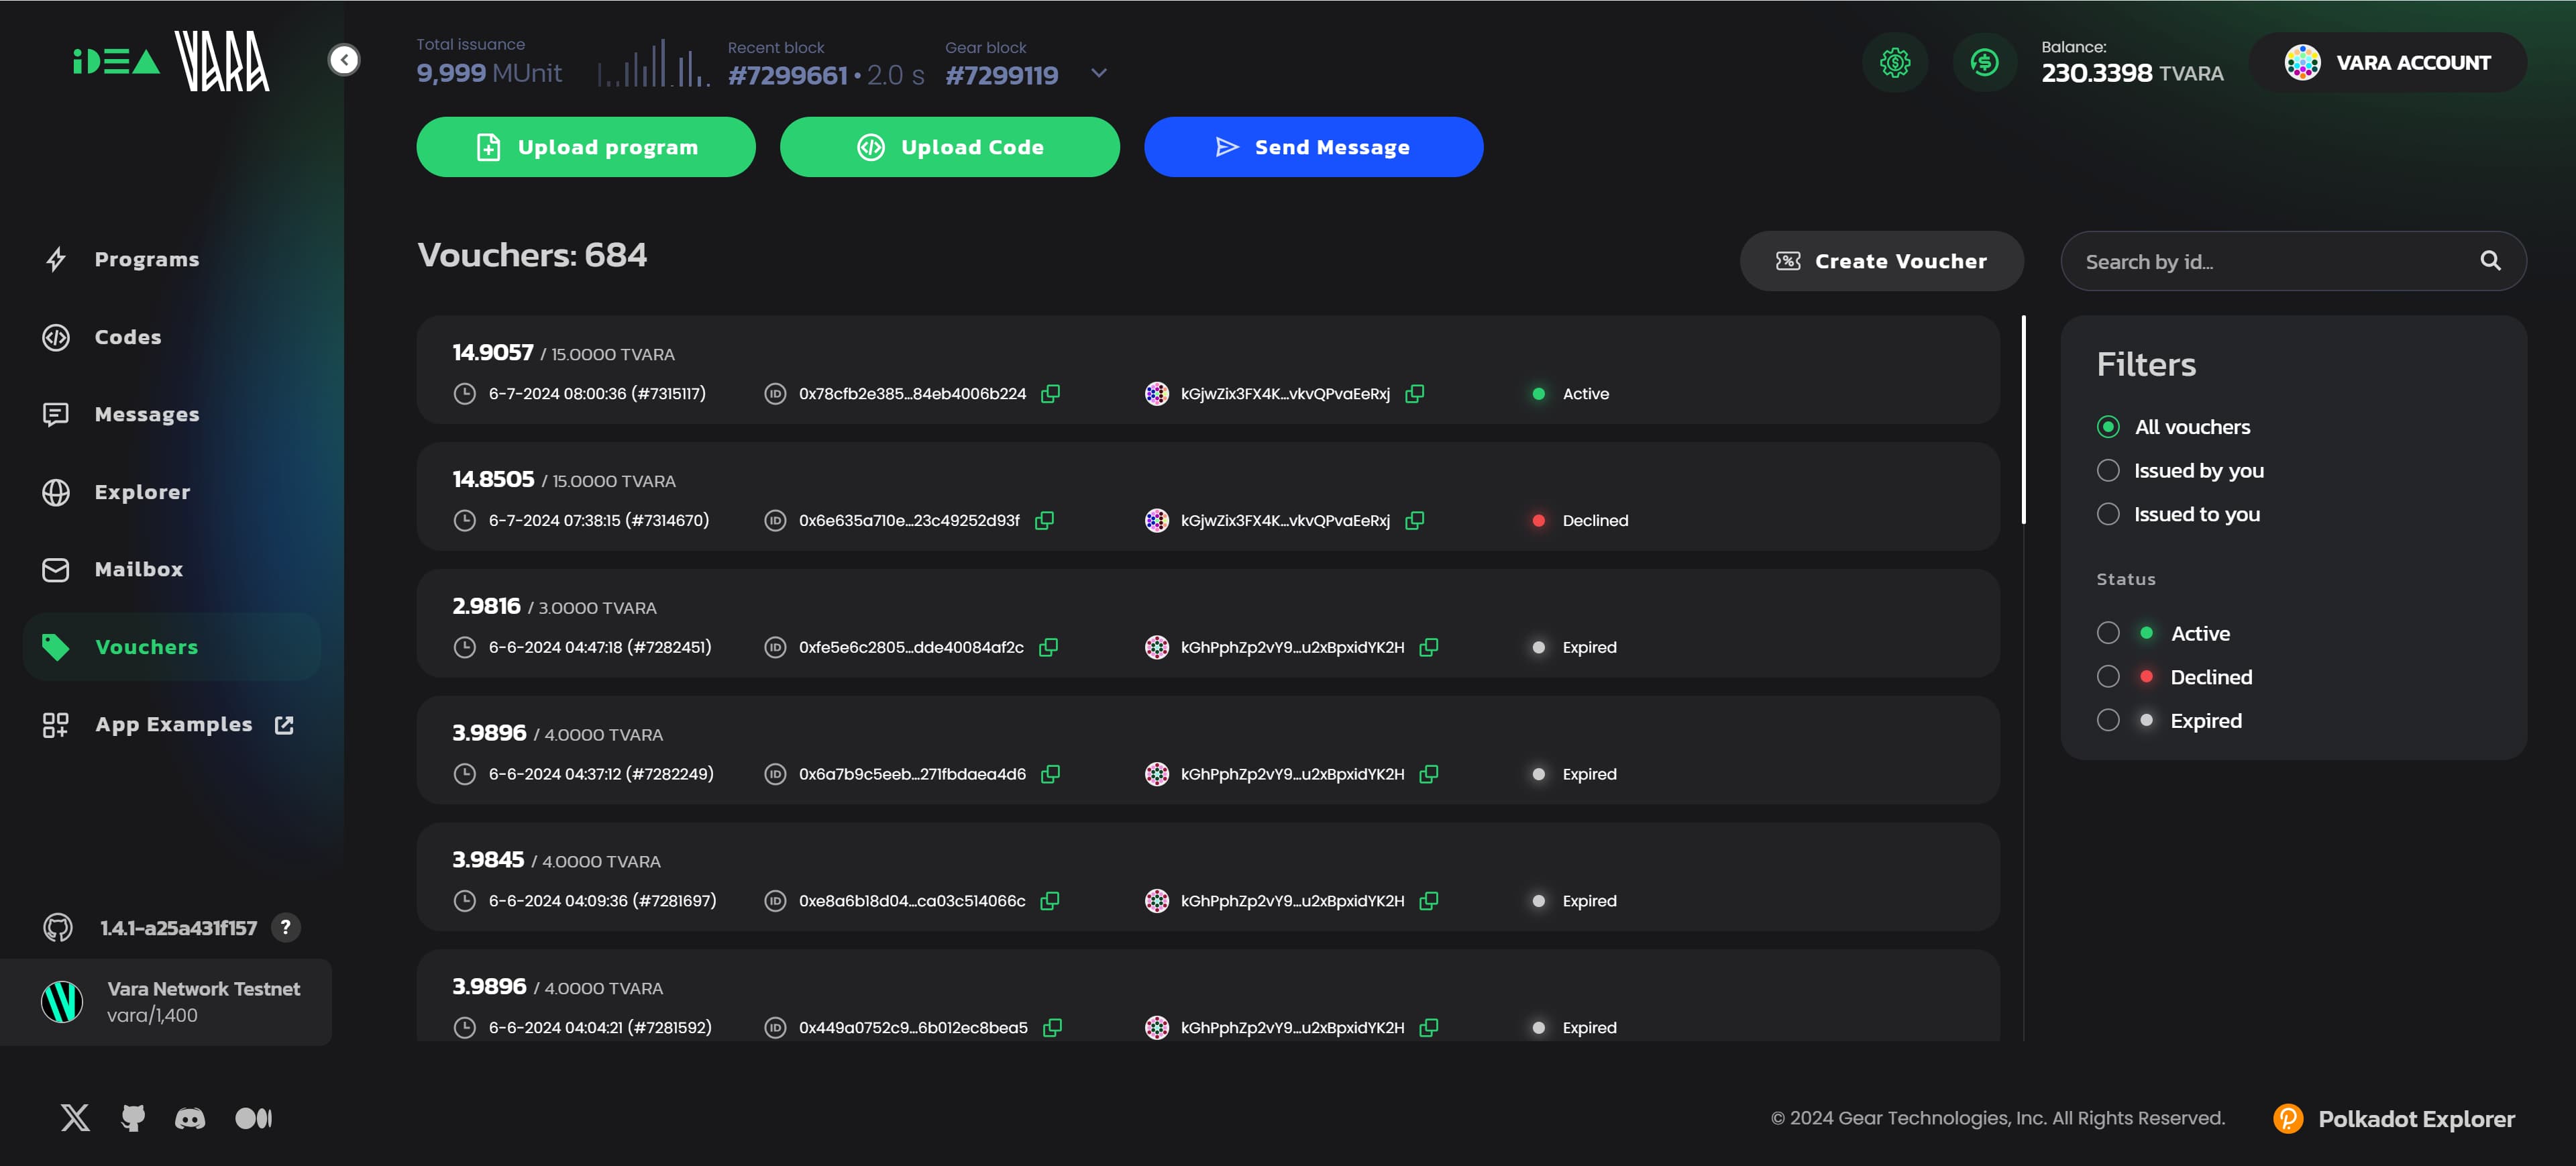 iDEA VARA
Total issuance
9,999 MUnit
Recent block
#7299661 • 2.0 s
Gear block
#7299119
Balance:
230.3398 TVARA
VARA ACCOUNT
Upload program
Upload Code
Send Message
Programs
Codes
Messages
Explorer
Mailbox
Vouchers
App Examples
1.4.1-a25a431f157 ?
Vara Network Testnet
vara/1,400
Vouchers: 684
Create Voucher
Search by id...
14.9057 / 15.0000 TVARA
6-7-2024 08:00:36 (#7315117) ID 0x78cfb2e385...84eb4006b224 kGjwZix3FX4K...vkvQPvaEeRxj Active
14.8505 / 15.0000 TVARA
6-7-2024 07:38:15 (#7314670) ID 0x6e635a710e...23c49252d93f kGjwZix3FX4K...vkvQPvaEeRxj Declined
2.9816 / 3.0000 TVARA
6-6-2024 04:47:18 (#7282451) ID 0xfe5e6c2805...dde40084af2c kGhPphZp2vY9...u2xBpxidYK2H Expired
3.9896 / 4.0000 TVARA
6-6-2024 04:37:12 (#7282249) ID 0x6a7b9c5eeb...271fbdaea4d6 kGhPphZp2vY9...u2xBpxidYK2H Expired
3.9845 / 4.0000 TVARA
6-6-2024 04:09:36 (#7281697) ID 0xe8a6b18d04...ca03c514066c kGhPphZp2vY9...u2xBpxidYK2H Expired
3.9896 / 4.0000 TVARA
6-6-2024 04:04:21 (#7281592) ID 0x449a0752c9...6b012ec8bea5 kGhPphZp2vY9...u2xBpxidYK2H Expired
Filters
All vouchers
Issued by you
Issued to you
Status
Active
Declined
Expired
© 2024 Gear Technologies, Inc. All Rights Reserved.
Polkadot Explorer